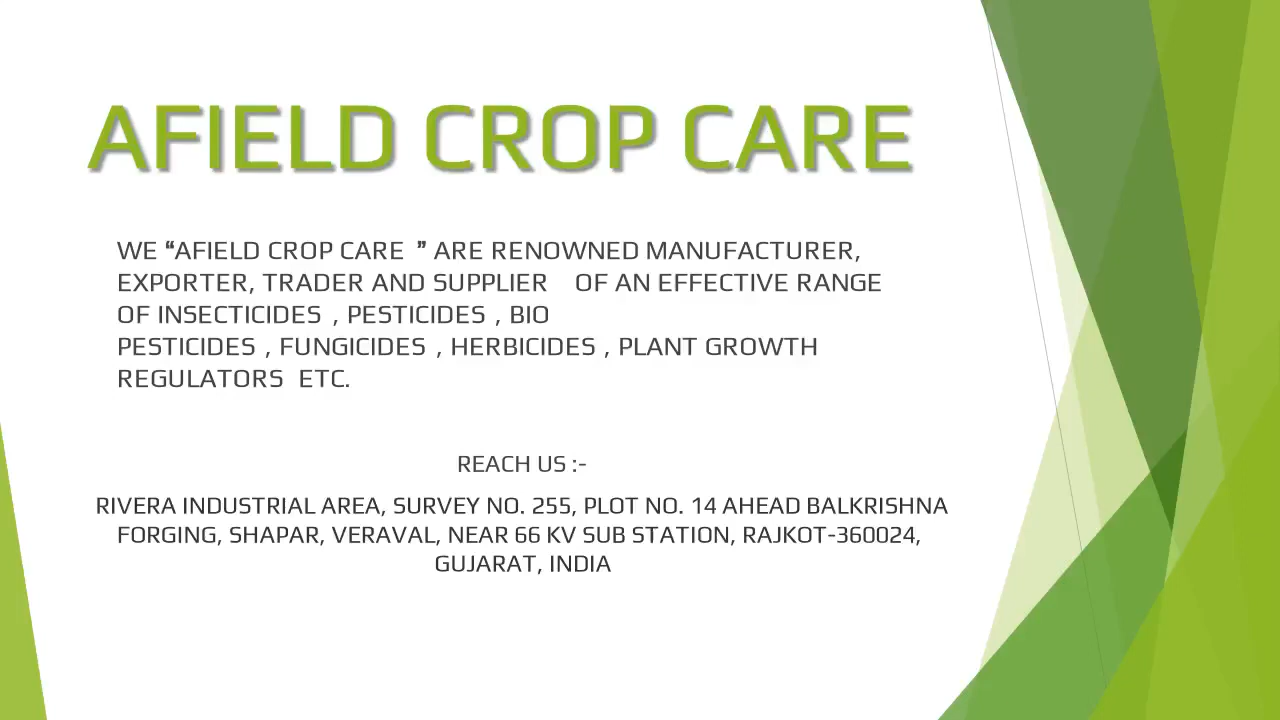 AFIELD CROP CARE
WE “AFIELD CROP CARE ” ARE RENOWNED MANUFACTURER,
EXPORTER, TRADER AND SUPPLIER OF AN EFFECTIVE RANGE
OF INSECTICIDES , PESTICIDES , BIO
PESTICIDES , FUNGICIDES , HERBICIDES , PLANT GROWTH
REGULATORS ETC.
REACH US :-
RIVERA INDUSTRIAL AREA, SURVEY NO. 255, PLOT NO. 14 AHEAD BALKRISHNA
FORGING, SHAPAR, VERAVAL, NEAR 66 KV SUB STATION, RAJKOT-360024,
GUJARAT, INDIA